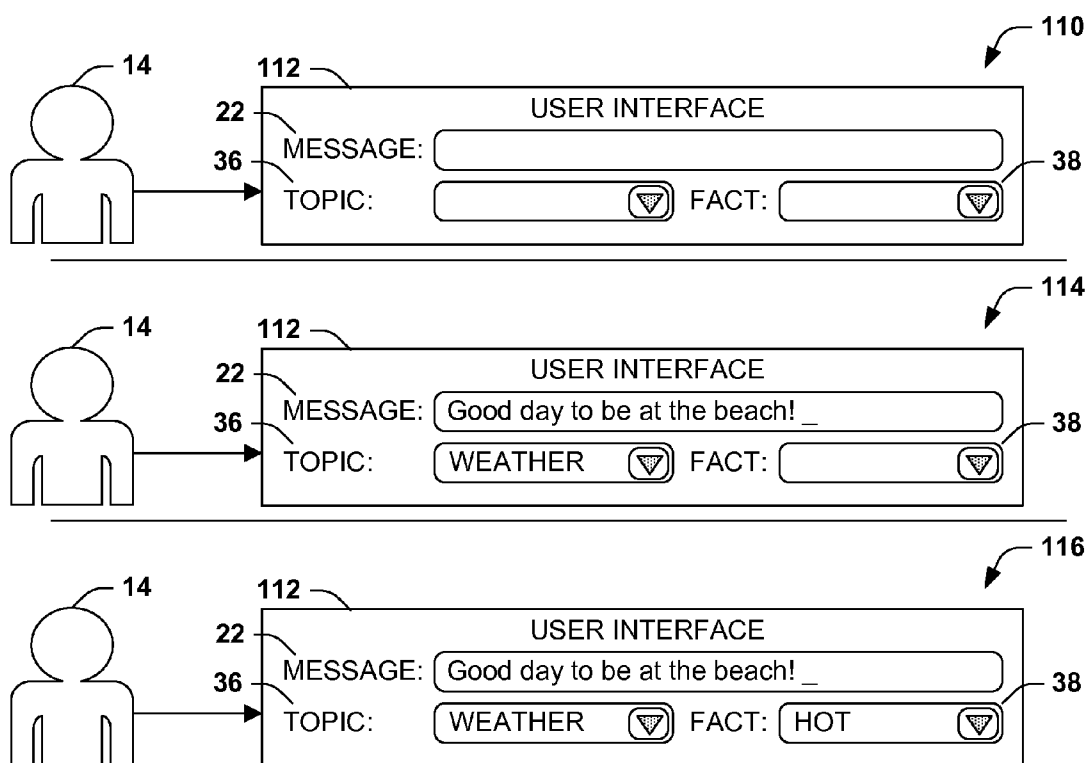 110
14
112
USER INTERFACE
22
MESSAGE:
36
38
TOPIC: FACT:
114
14
112
USER INTERFACE
22
MESSAGE: Good day to be at the beach! _
36
38
TOPIC: WEATHER FACT:
116
14
112
USER INTERFACE
22
MESSAGE: Good day to be at the beach! _
36
38
TOPIC: WEATHER FACT: HOT